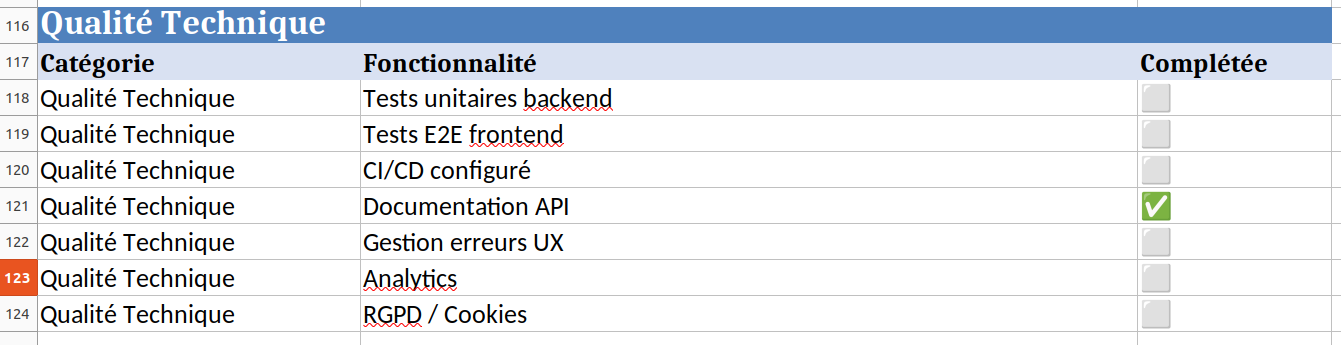 116 Qualité Technique
117 Catégorie Fonctionnalité Complétée
118 Qualité Technique Tests unitaires backend ⬜
119 Qualité Technique Tests E2E frontend ⬜
120 Qualité Technique CI/CD configuré ⬜
121 Qualité Technique Documentation API ✅
122 Qualité Technique Gestion erreurs UX ⬜
123 Qualité Technique Analytics ⬜
124 Qualité Technique RGPD / Cookies ⬜